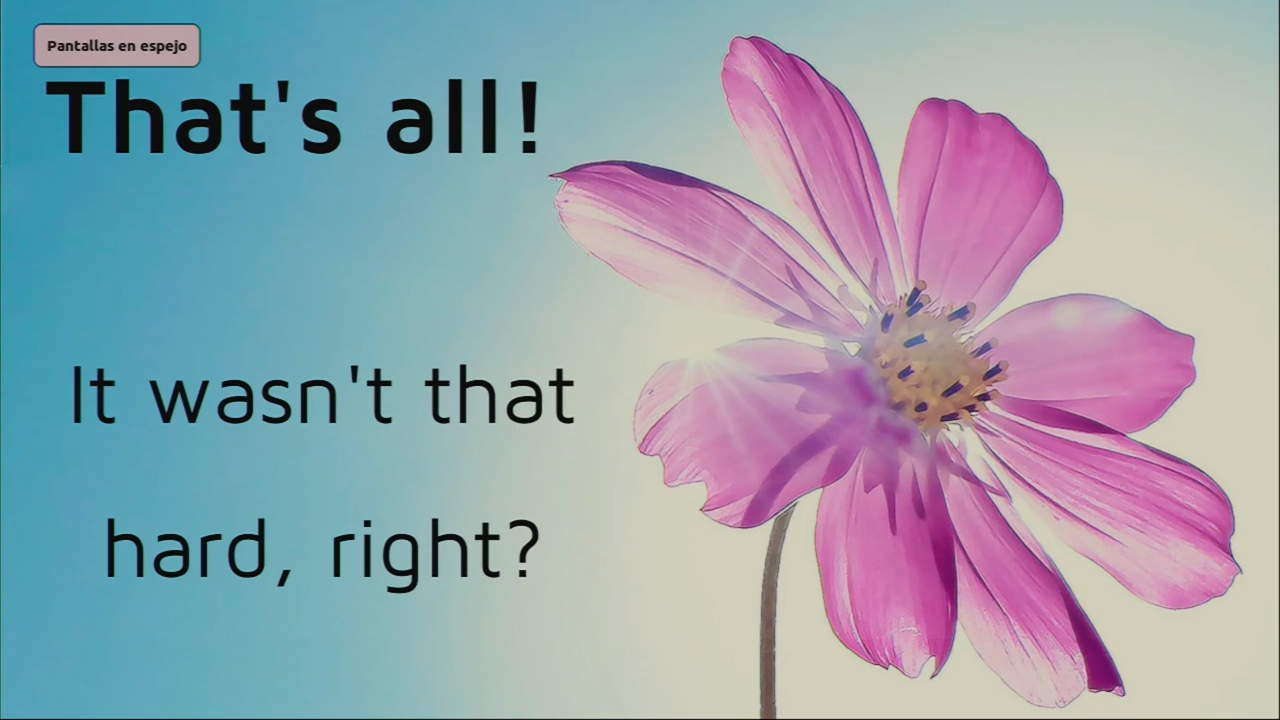 Pantallas en espejo
That's all!
It wasn't that
hard, right?